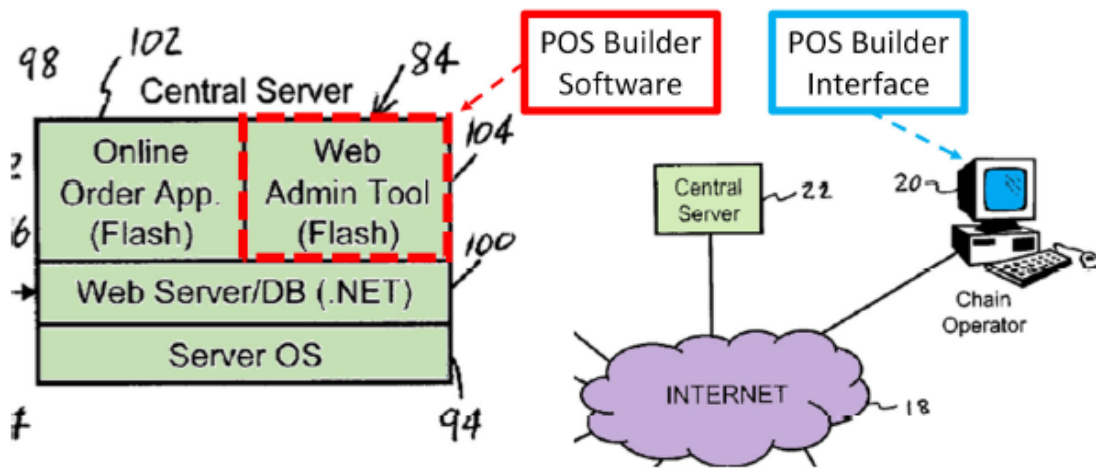 98
102
84
Central Server
Online
Order App.
(Flash)
Web
Admin Tool
(Flash)
104
100
Web Server/DB (.NET)
Server OS
94
POS Builder
Software
POS Builder
Interface
Central
Server
22
20
Chain
Operator
INTERNET
18